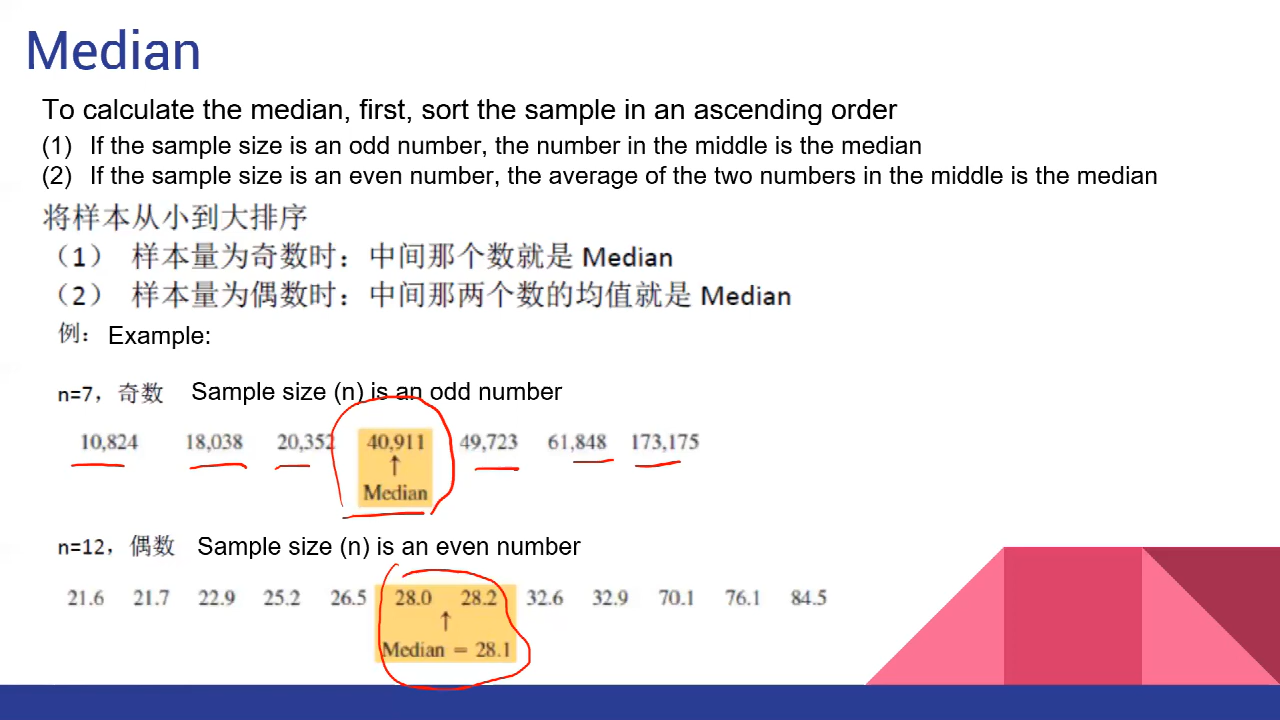 Median
To calculate the median, first, sort the sample in an ascending order
(1) If the sample size is an odd number, the number in the middle is the median
(2) If the sample size is an even number, the average of the two numbers in the middle is the median
将样本从小到大排序
（1） 样本量为奇数时：中间那个数就是 Median
（2） 样本量为偶数时：中间那两个数的均值就是 Median
例： Example:
n=7，奇数 Sample size (n) is an odd number
10,824 18,038 20,352 40,911 49,723 61,848 173,175
↑
Median
n=12，偶数 Sample size (n) is an even number
21.6 21.7 22.9 25.2 26.5 28.0 28.2 32.6 32.9 70.1 76.1 84.5
↑
Median = 28.1